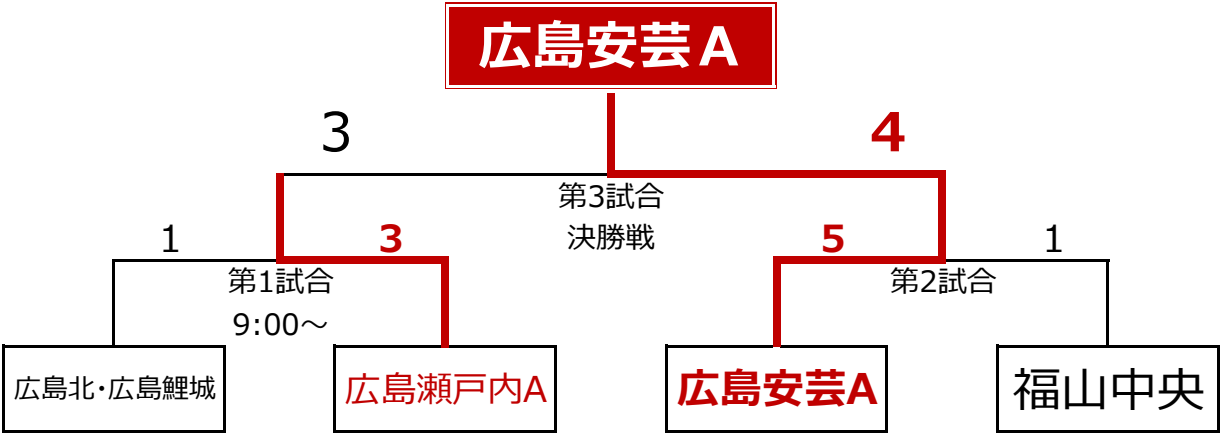 広島安芸A
3
4
第3試合
決勝戦
1
3
5
1
第1試合
第2試合
9:00～
広島北・広島鯉城
広島瀬戸内A
広島安芸A
福山中央